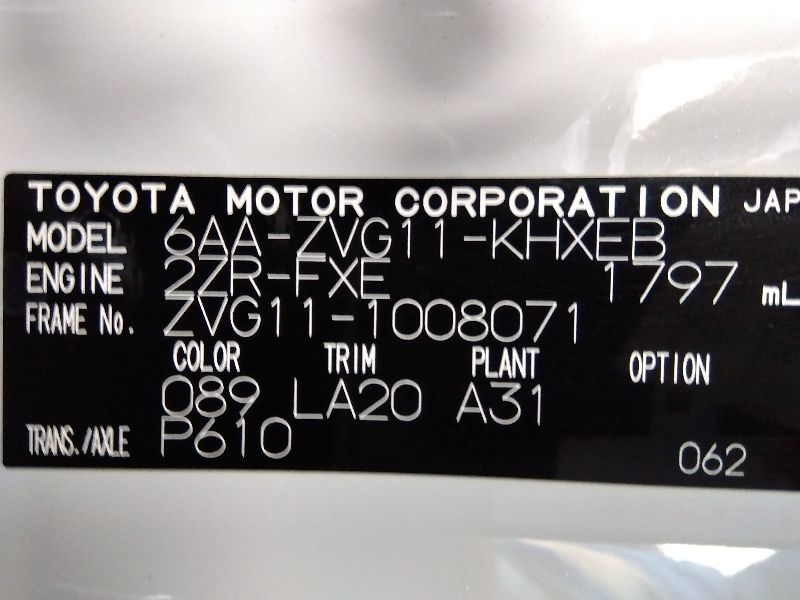 TOYOTA MOTOR CORPORATION JAP
MODEL 6AA-ZVG11-KHXEB
ENGINE 2ZR-FXE 1797 mL
FRAME No. ZVG11-1008071
COLOR TRIM PLANT OPTION
089 LA20 A31
TRANS./AXLE P610
062